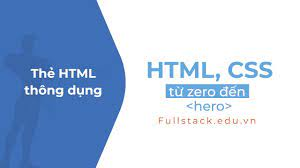 Thẻ HTML
thông dụng
HTML, CSS
từ zero đến
<hero>
Fullstack.edu.vn